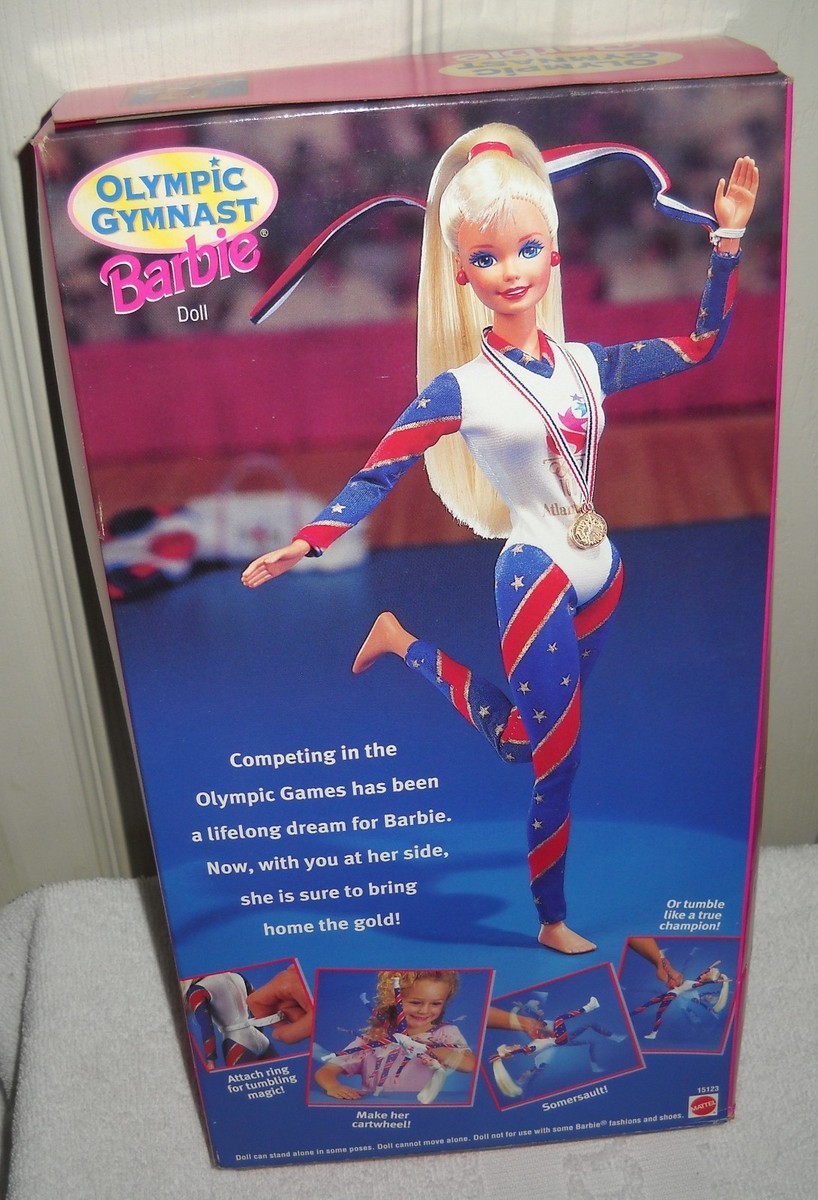 OLYMPIC
GYMNAST
Barbie
OLYMPIC
GYMNAST
Barbie®
Doll
Competing in the
Olympic Games has been
a lifelong dream for Barbie.
Now, with you at her side,
she is sure to bring
home the gold!
Or tumble
like a true
champion!
Attach ring
for tumbling
magic!
Make her
cartwheel!
Somersault!
15123
MATTEL
Doll can stand alone in some poses. Doll cannot move alone. Doll not for use with some Barbie® fashions and shoes.